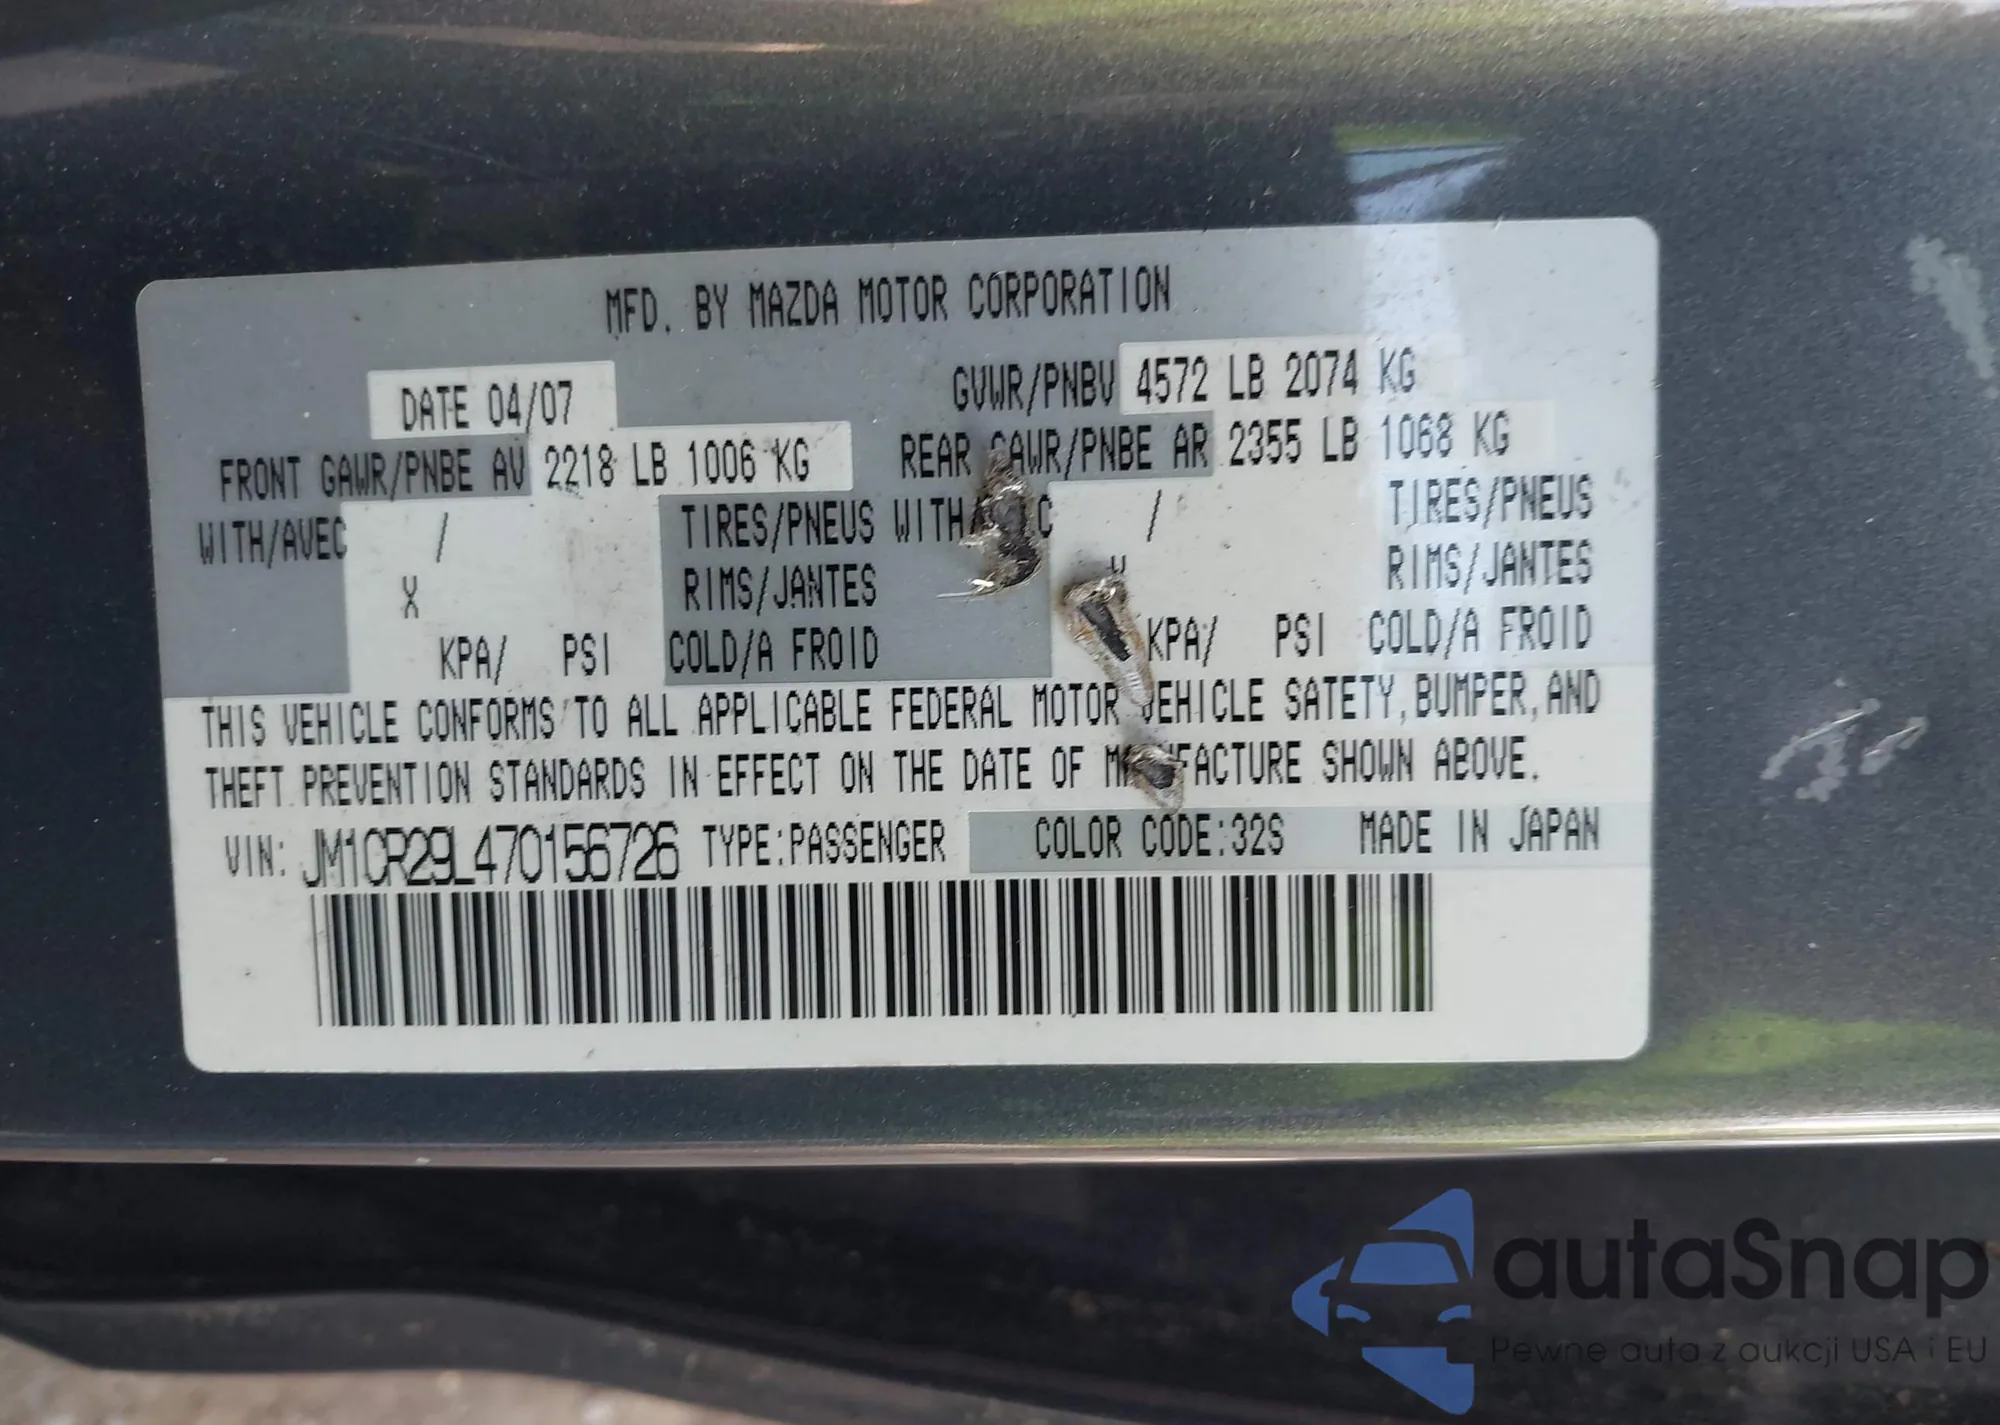 MFD. BY MAZDA MOTOR CORPORATION
DATE 04/07 GVWR/PNBV 4572 LB 2074 KG
FRONT GAWR/PNBE AV 2218 LB 1006 KG REAR GAWR/PNBE AR 2355 LB 1068 KG
WITH/AVEC / TIRES/PNEUS WITH/ C / TIRES/PNEUS
X RIMS/JANTES RIMS/JANTES
KPA/ PSI COLD/A FROID KPA/ PSI COLD/A FROID
THIS VEHICLE CONFORMS TO ALL APPLICABLE FEDERAL MOTOR VEHICLE SATETY, BUMPER, AND
THEFT PREVENTION STANDARDS IN EFFECT ON THE DATE OF MANUFACTURE SHOWN ABOVE.
VIN: JM1CR29L470156726 TYPE:PASSENGER COLOR CODE:32S MADE IN JAPAN
autaSnap
Pewne auta z aukcji USA i EU